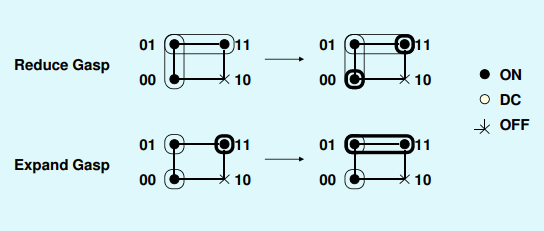 01 11 01 11
Reduce Gasp
00 10 00 10
ON
DC
OFF
01 11 01 11
Expand Gasp
00 10 00 10